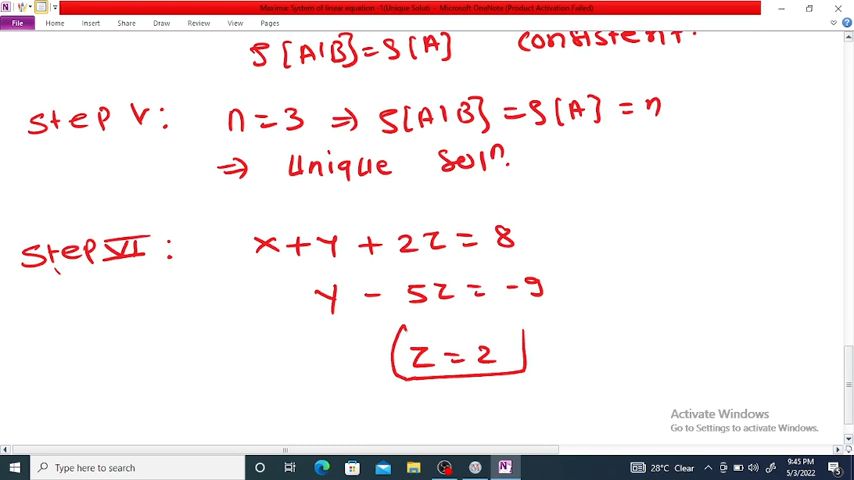 Maxima: System of linear equation -1(Unique Soluti - Microsoft OneNote (Product Activation Failed)
File Home Insert Share Draw Review View Pages
ρ[A|B]=ρ[A] consistent.
Step V: n=3 ⇒ ρ[A|B]=ρ[A]=n
⇒ Unique solⁿ.
Step VI: x+y+2z=8
y-5z=-9
z=2
Activate Windows
Go to Settings to activate Windows.
Type here to search
28°C Clear
9:45 PM
5/3/2022
5